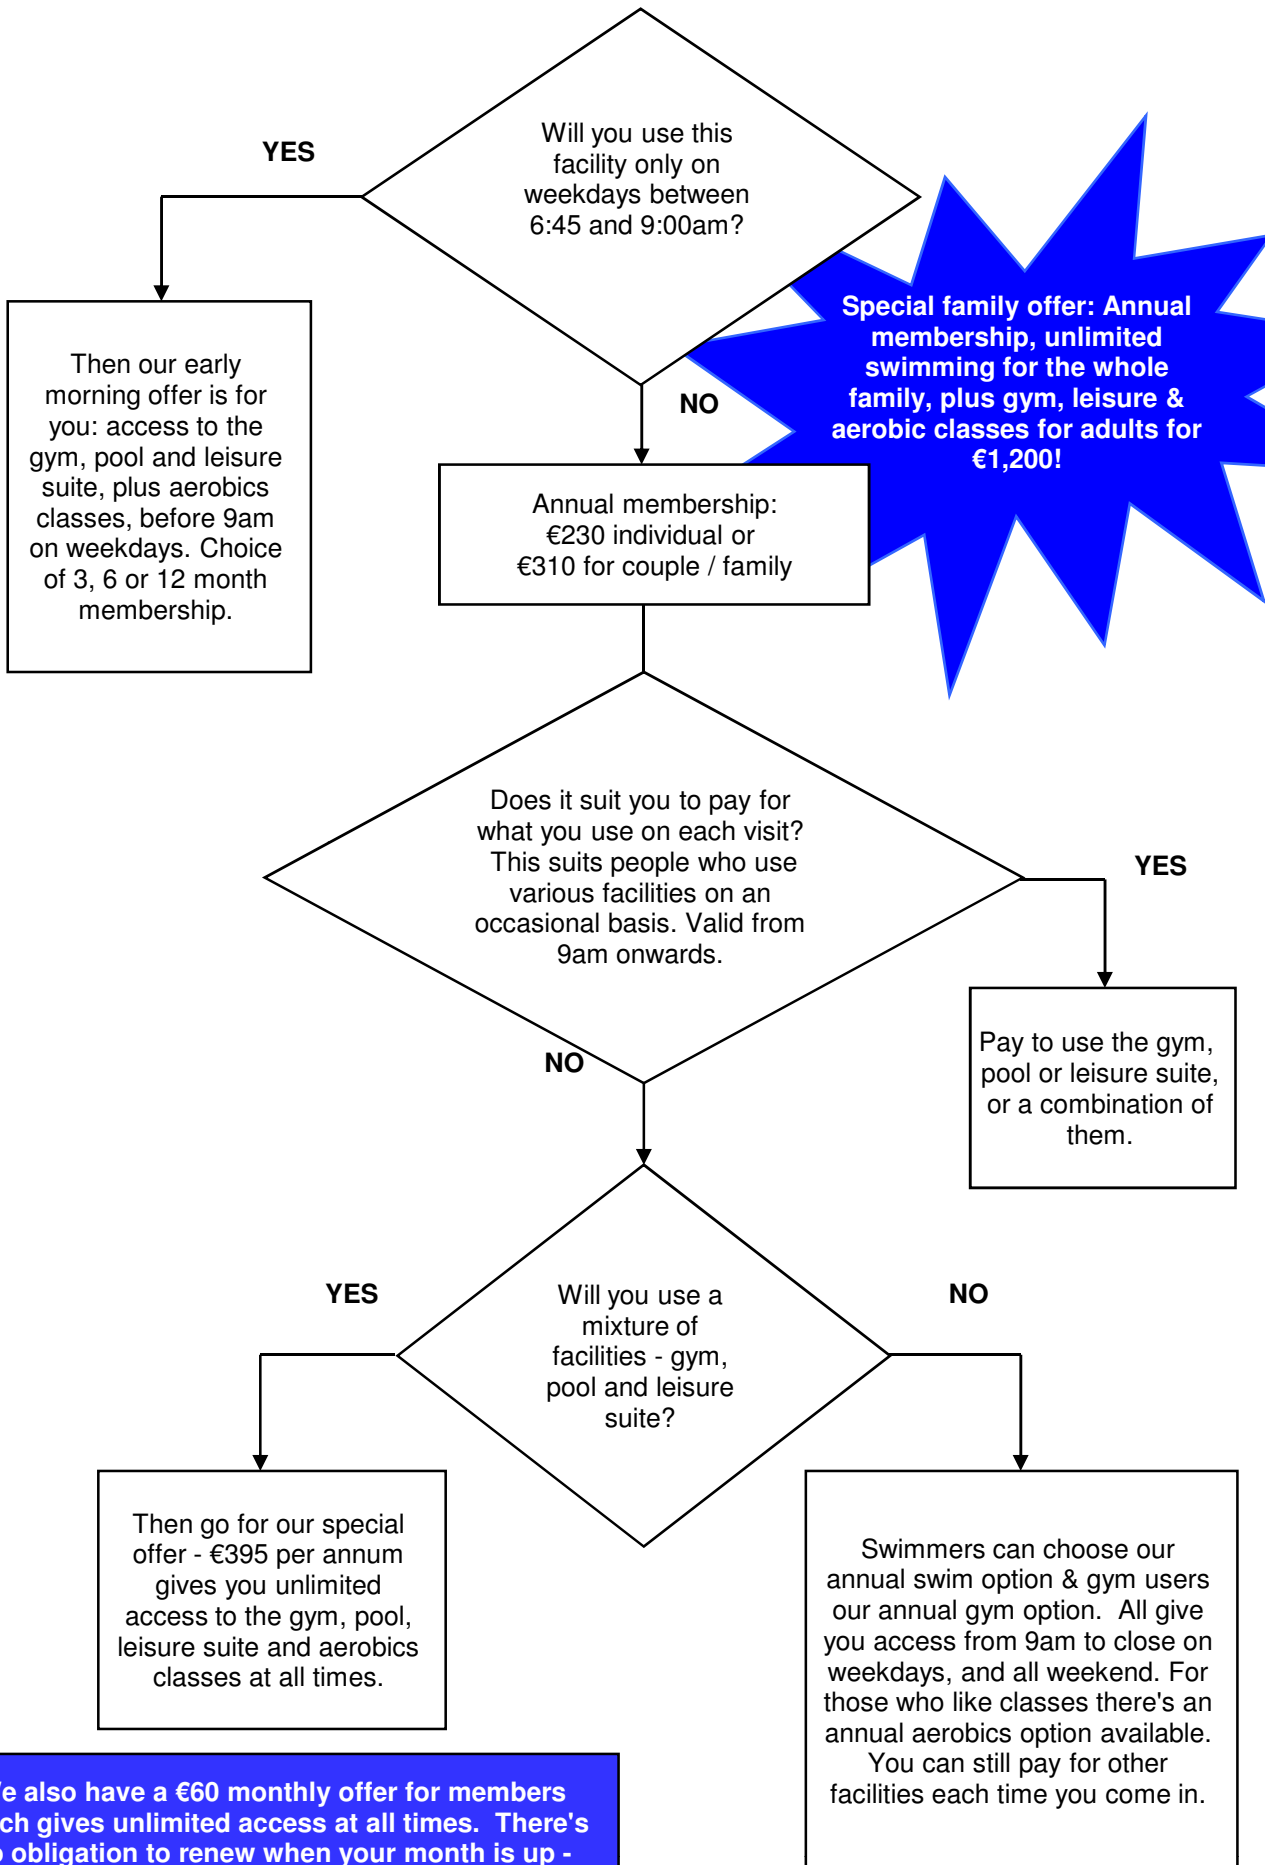 Will you use this
facility only on
weekdays between
6:45 and 9:00am?
YES
Special family offer: Annual
membership, unlimited
swimming for the whole
family, plus gym, leisure &
aerobic classes for adults for
€1,200!
Then our early
morning offer is for
you: access to the
gym, pool and leisure
suite, plus aerobics
classes, before 9am
on weekdays. Choice
of 3, 6 or 12 month
membership.
NO
Annual membership:
€230 individual or
€310 for couple / family
Does it suit you to pay for
what you use on each visit?
This suits people who use
various facilities on an
occasional basis. Valid from
9am onwards.
YES
Pay to use the gym,
pool or leisure suite,
or a combination of
them.
NO
Will you use a
mixture of
facilities - gym,
pool and leisure
suite?
YES
NO
Then go for our special
offer - €395 per annum
gives you unlimited
access to the gym, pool,
leisure suite and aerobics
classes at all times.
Swimmers can choose our
annual swim option & gym users
our annual gym option.  All give
you access from 9am to close on
weekdays, and all weekend. For
those who like classes there's an
annual aerobics option available.
You can still pay for other
facilities each time you come in.
also have a €60 monthly offer for members
gives unlimited access at all times.  There's
obligation to renew when your month is up -